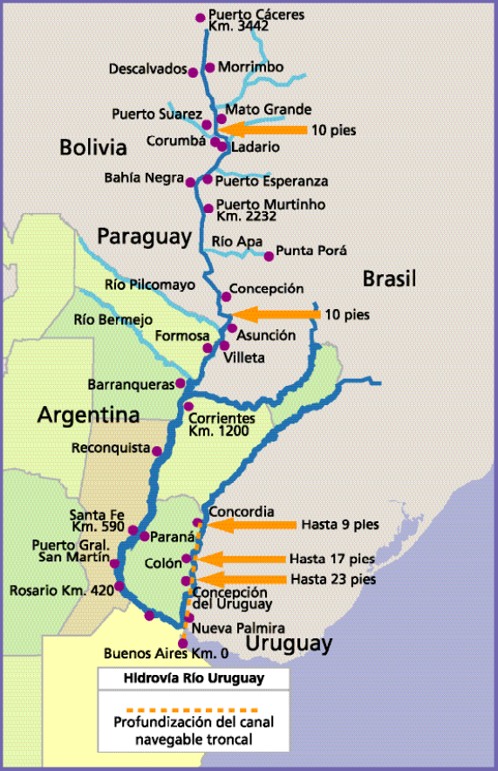 Puerto Cáceres
Km. 3442
Descalvados
Morrimbo
Mato Grande
Puerto Suarez
10 pies
Corumbá
Ladario
Bolivia
Bahía Negra
Puerto Esperanza
Puerto Murtinho
Km. 2232
Paraguay
Río Apa
Punta Porá
Brasil
Río Pilcomayo
Concepción
10 pies
Río Bermejo
Asunción
Formosa
Villeta
Barranqueras
Argentina
Corrientes
Km. 1200
Reconquista
Concordia
Santa Fe
Km. 590
Hasta 9 pies
Paraná
Puerto Gral.
San Martín
Colón
Hasta 17 pies
Hasta 23 pies
Rosario Km. 420
Concepción
del Uruguay
Nueva Palmira
Uruguay
Buenos Aires Km. 0
Hidrovía Río Uruguay
Profundización del canal
navegable troncal